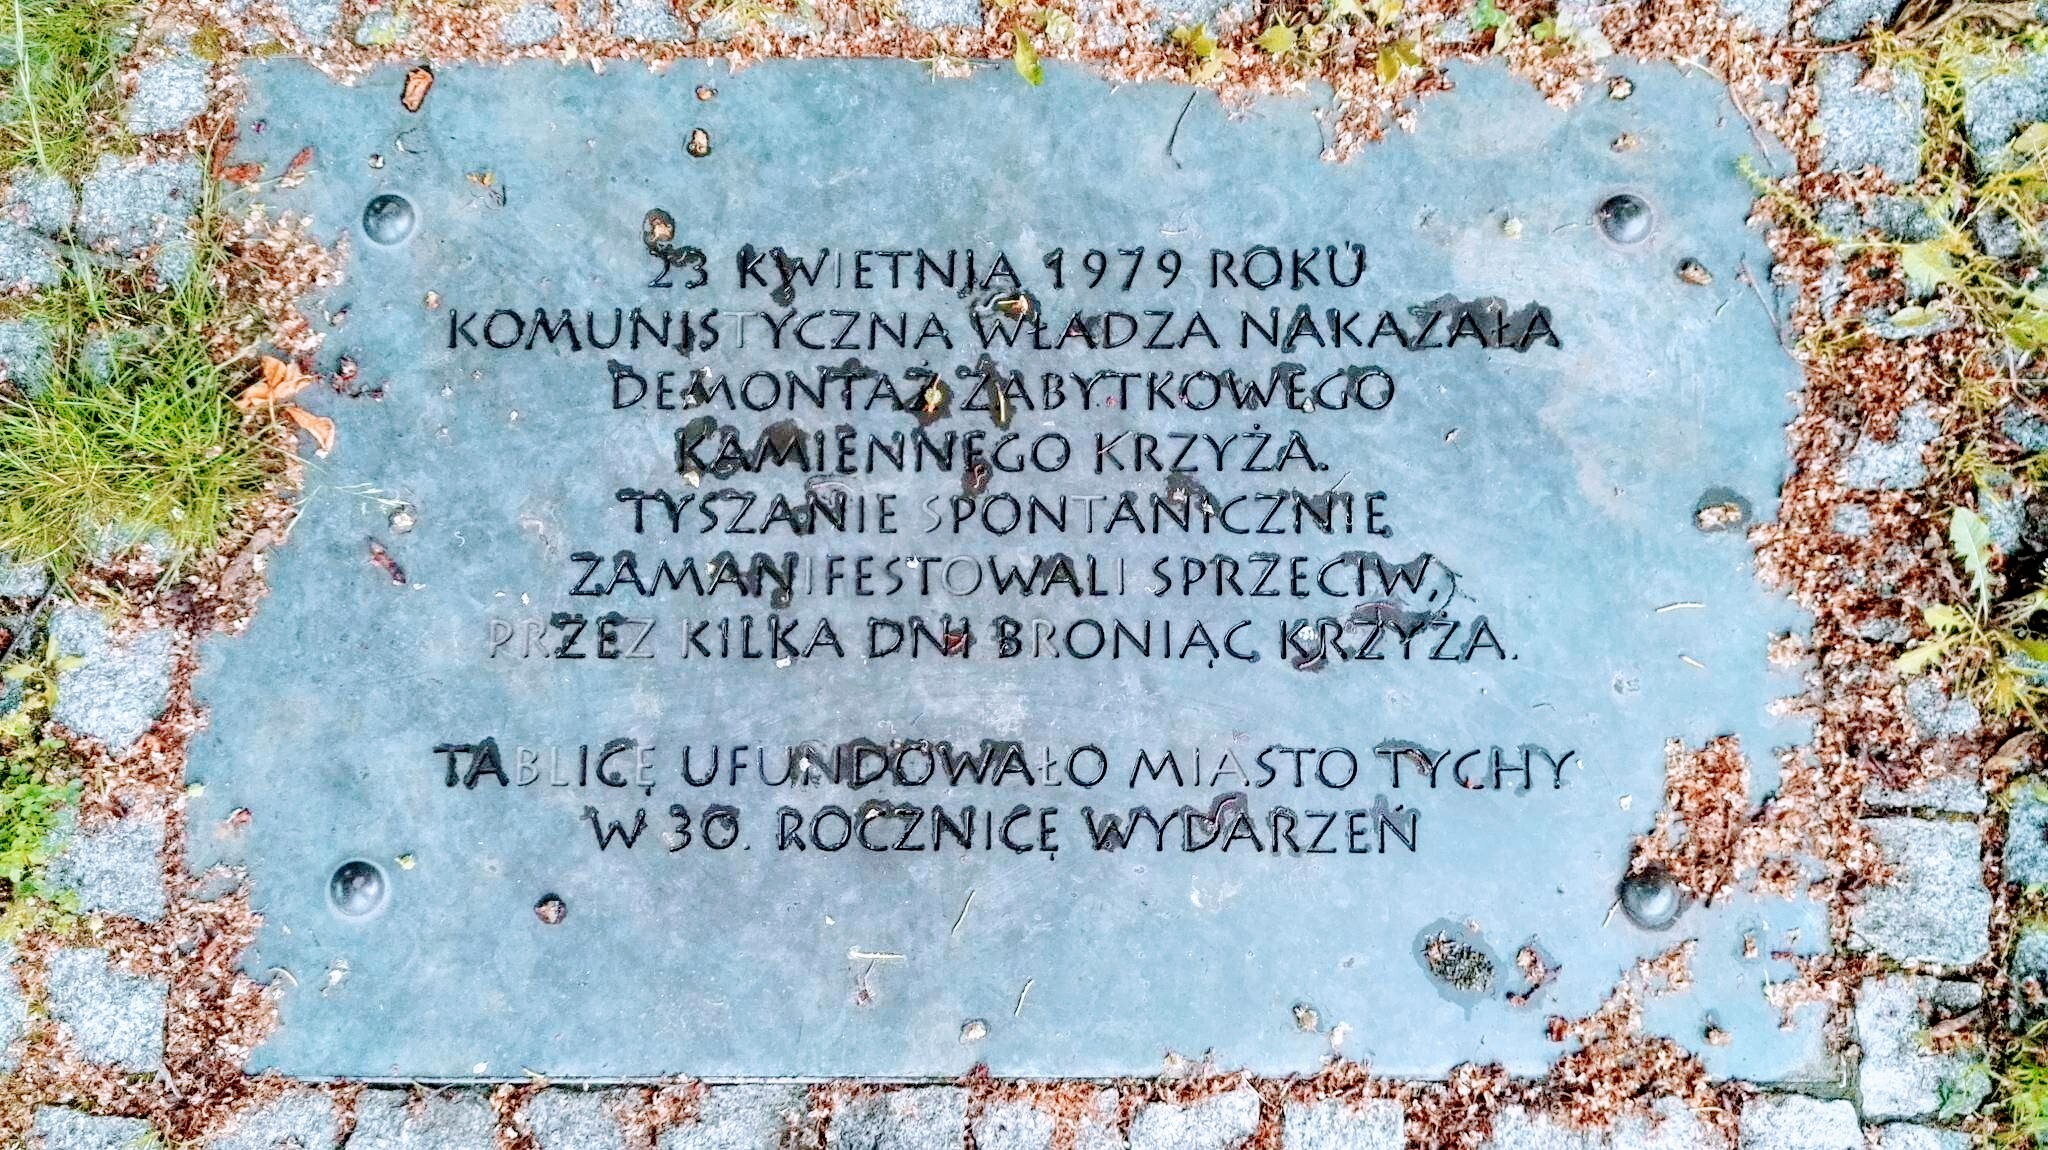 23 KWIETNIA 1979 ROKU
KOMUNISTYCZNA WŁADZA NAKAZAŁA
DEMONTAŻ ZABYTKOWEGO
KAMIENNEGO KRZYŻA.
TYSZANIE SPONTANICZNIE
ZAMANIFESTOWALI SPRZECIW,
PRZEZ KILKA DNI BRONIĄC KRZYŻA.
TABLICĘ UFUNDOWAŁO MIASTO TYCHY
W 30. ROCZNICĘ WYDARZEŃ